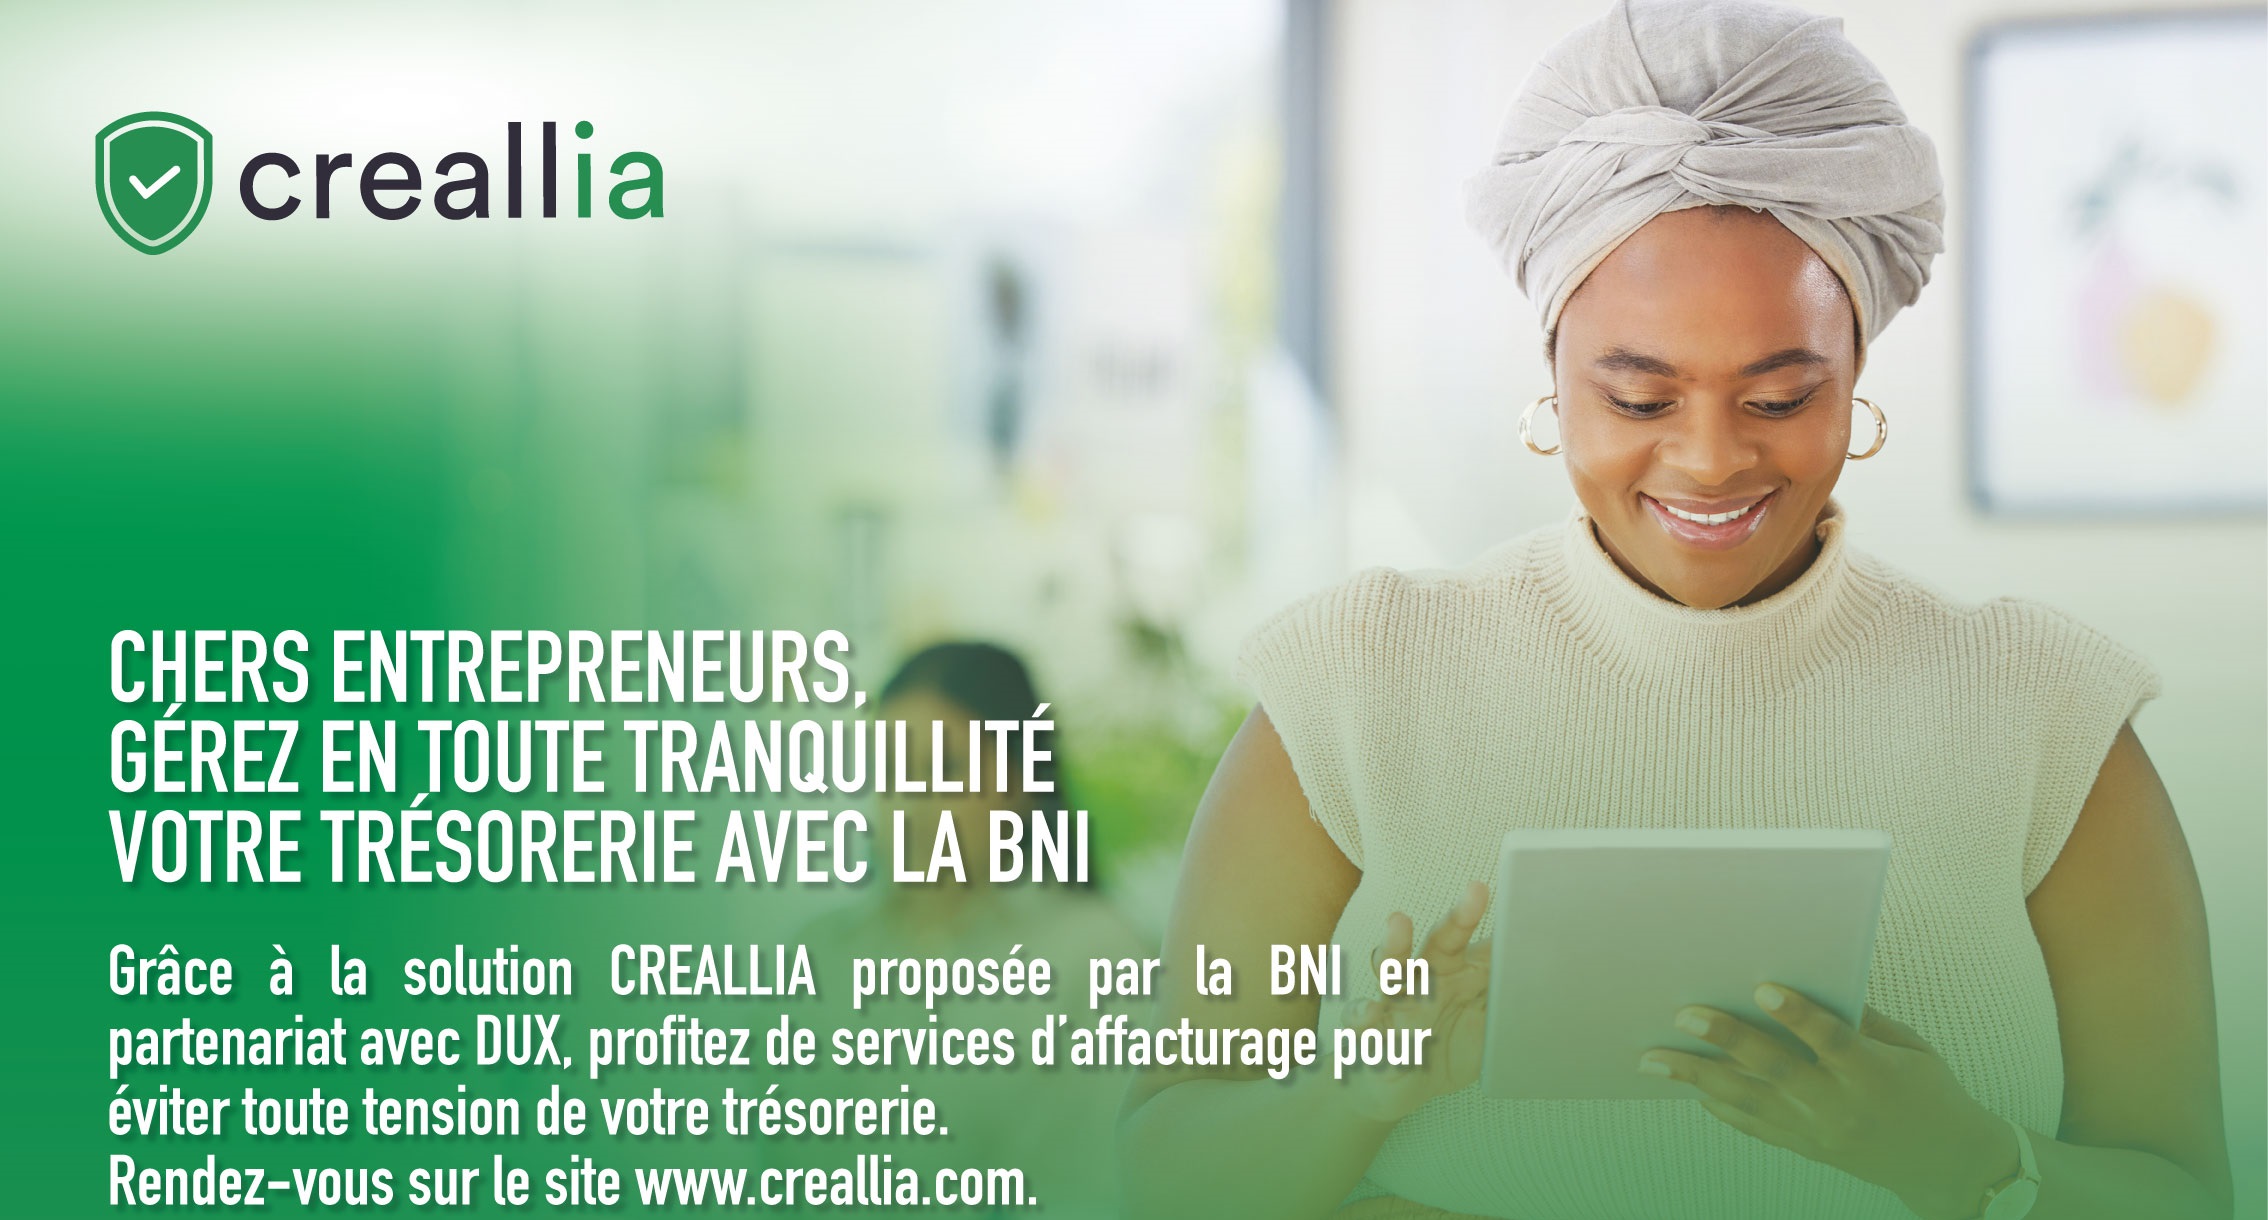 creallia
CHERS ENTREPRENEURS,
GÉREZ EN TOUTE TRANQUILLITÉ
VOTRE TRÉSORERIE AVEC LA BNI
Grâce à la solution CREALLIA proposée par la BNI en
partenariat avec DUX, profitez de services d’affacturage pour
éviter toute tension de votre trésorerie.
Rendez-vous sur le site www.creallia.com.